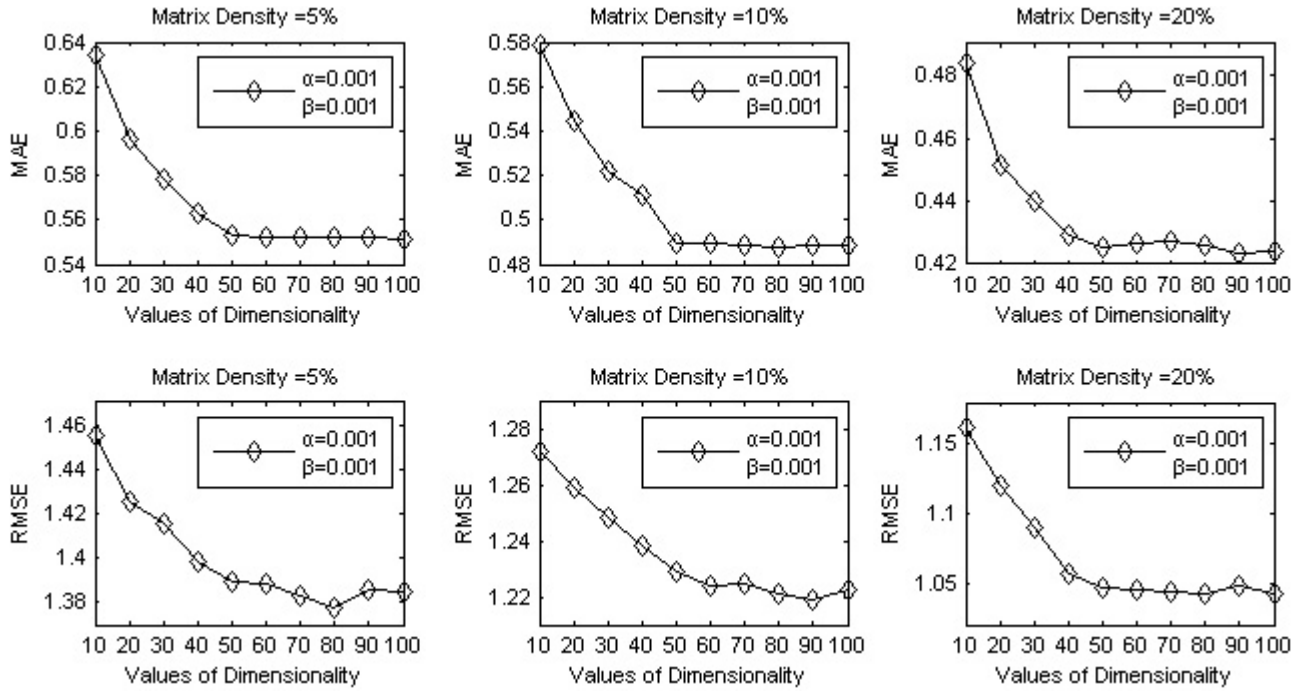 Matrix Density =5%
MAE
0.64
0.62
0.6
0.58
0.56
0.54
α=0.001
β=0.001
10 20 30 40 50 60 70 80 90 100
Values of Dimensionality
Matrix Density =10%
MAE
0.58
0.56
0.54
0.52
0.5
0.48
α=0.001
β=0.001
10 20 30 40 50 60 70 80 90 100
Values of Dimensionality
Matrix Density =20%
MAE
0.48
0.46
0.44
0.42
α=0.001
β=0.001
10 20 30 40 50 60 70 80 90 100
Values of Dimensionality
Matrix Density =5%
RMSE
1.46
1.44
1.42
1.4
1.38
α=0.001
β=0.001
10 20 30 40 50 60 70 80 90 100
Values of Dimensionality
Matrix Density =10%
RMSE
1.28
1.26
1.24
1.22
α=0.001
β=0.001
10 20 30 40 50 60 70 80 90 100
Values of Dimensionality
Matrix Density =20%
RMSE
1.15
1.1
1.05
α=0.001
β=0.001
10 20 30 40 50 60 70 80 90 100
Values of Dimensionality